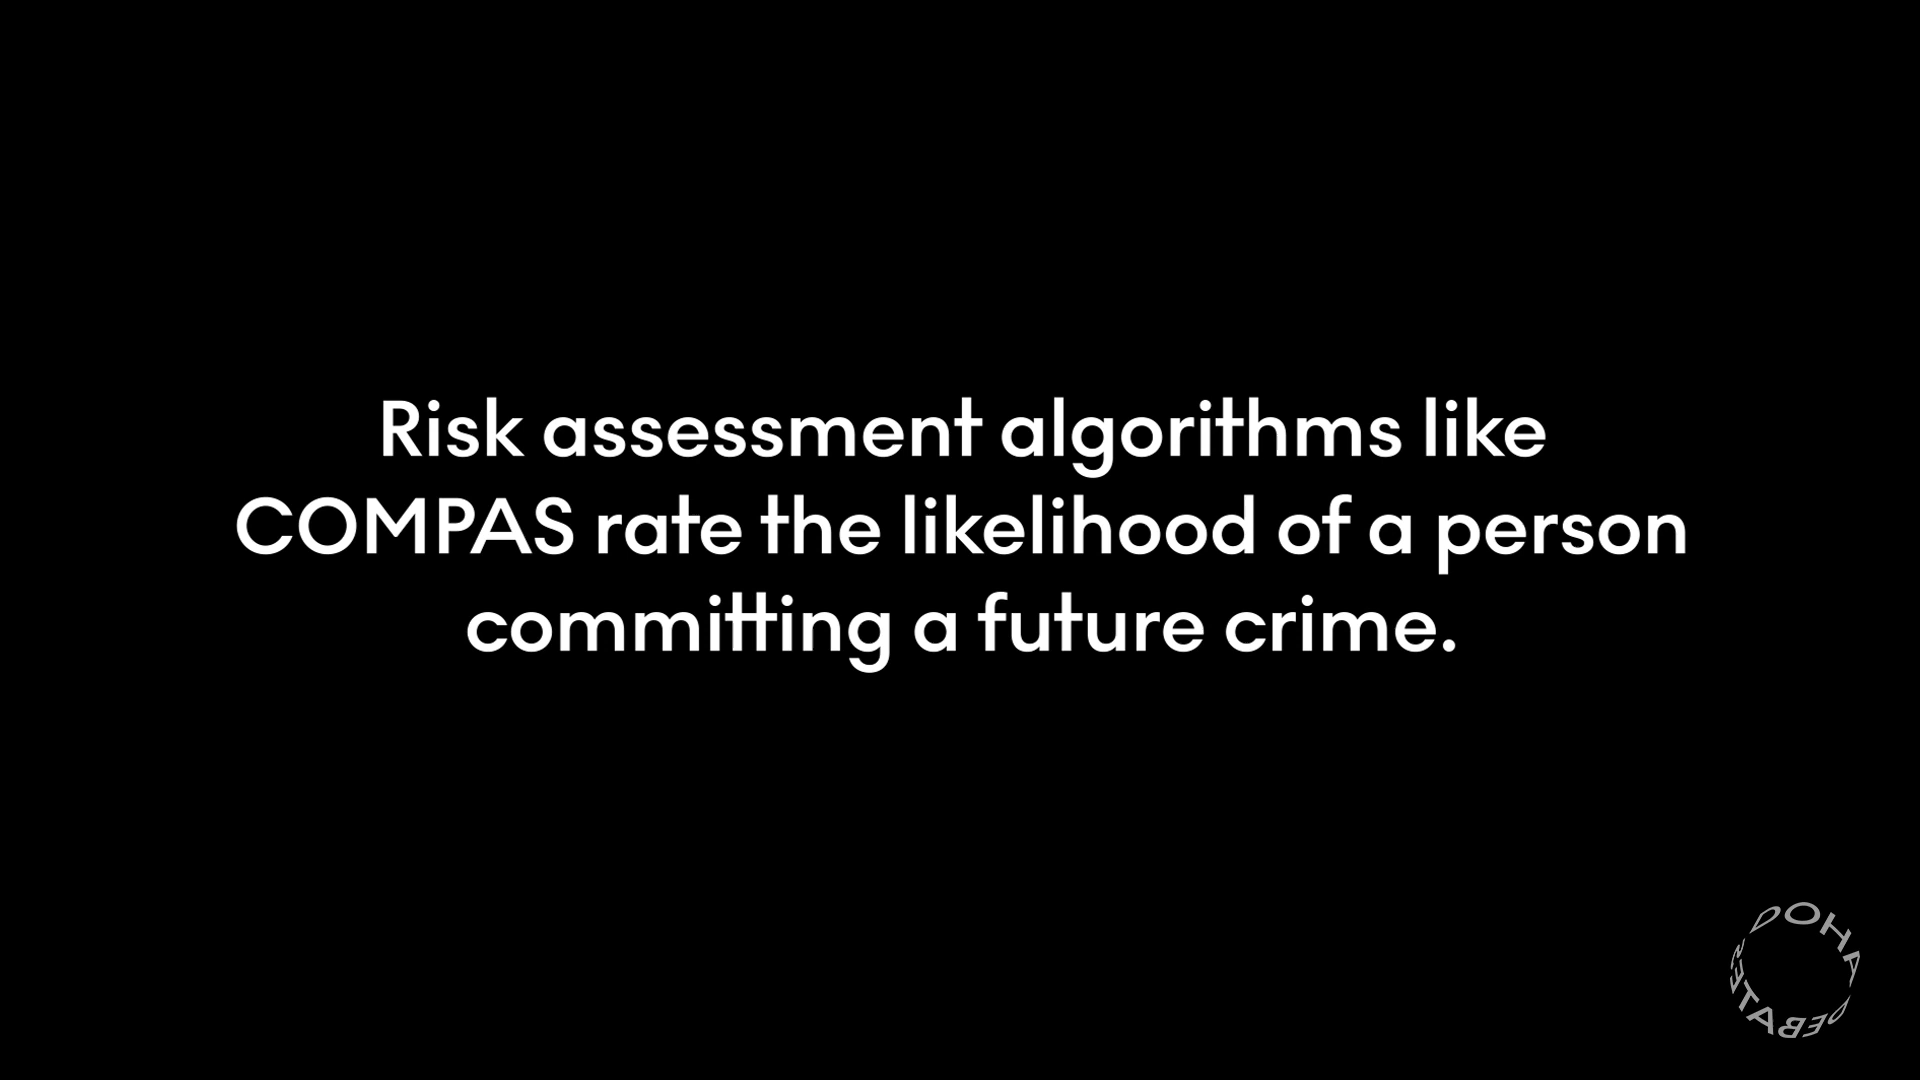 Risk assessment algorithms like
COMPAS rate the likelihood of a person
committing a future crime.
DOHA DEBATES